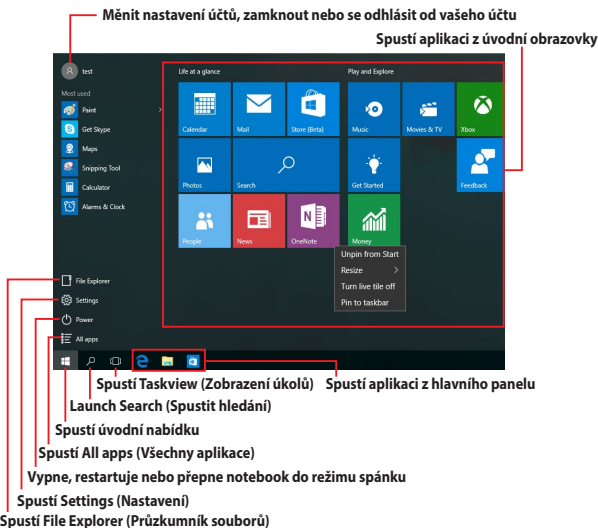 Měnit nastavení účtů, zamknout nebo se odhlásit od vašeho účtu
Spustí aplikaci z úvodní obrazovky
test
Most used
Paint
Get Skype
Maps
Snipping Tool
Calculator
Alarms & Clock
File Explorer
Settings
Power
All apps
Life at a glance
Calendar
Mail
Store (Beta)
Photos
Search
People
News
OneNote
Play and Explore
Music
Movies & TV
Xbox
Get Started
Feedback
Money
Unpin from Start
Resize
Turn live tile off
Pin to taskbar
Spustí Taskview (Zobrazení úkolů)
Spustí aplikaci z hlavního panelu
Launch Search (Spustit hledání)
Spustí úvodní nabídku
Spustí All apps (Všechny aplikace)
Vypne, restartuje nebo přepne notebook do režimu spánku
Spustí Settings (Nastavení)
Spustí File Explorer (Průzkumník souborů)